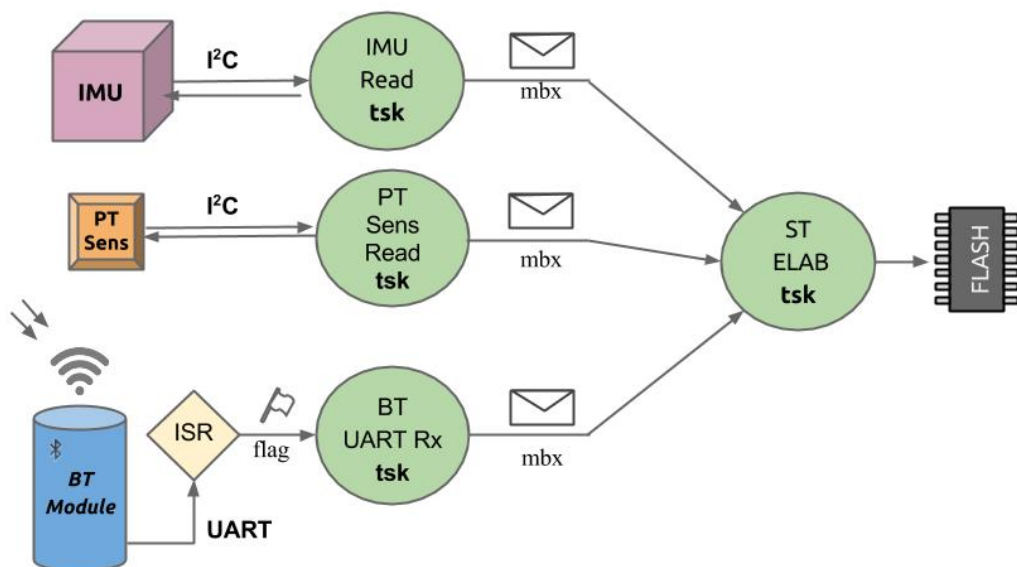 IMU
I²C
IMU
Read
tsk
mbx
PT
Sens
I²C
PT
Sens
Read
tsk
mbx
ST
ELAB
tsk
FLASH
BT
Module
UART
ISR
flag
BT
UART Rx
tsk
mbx